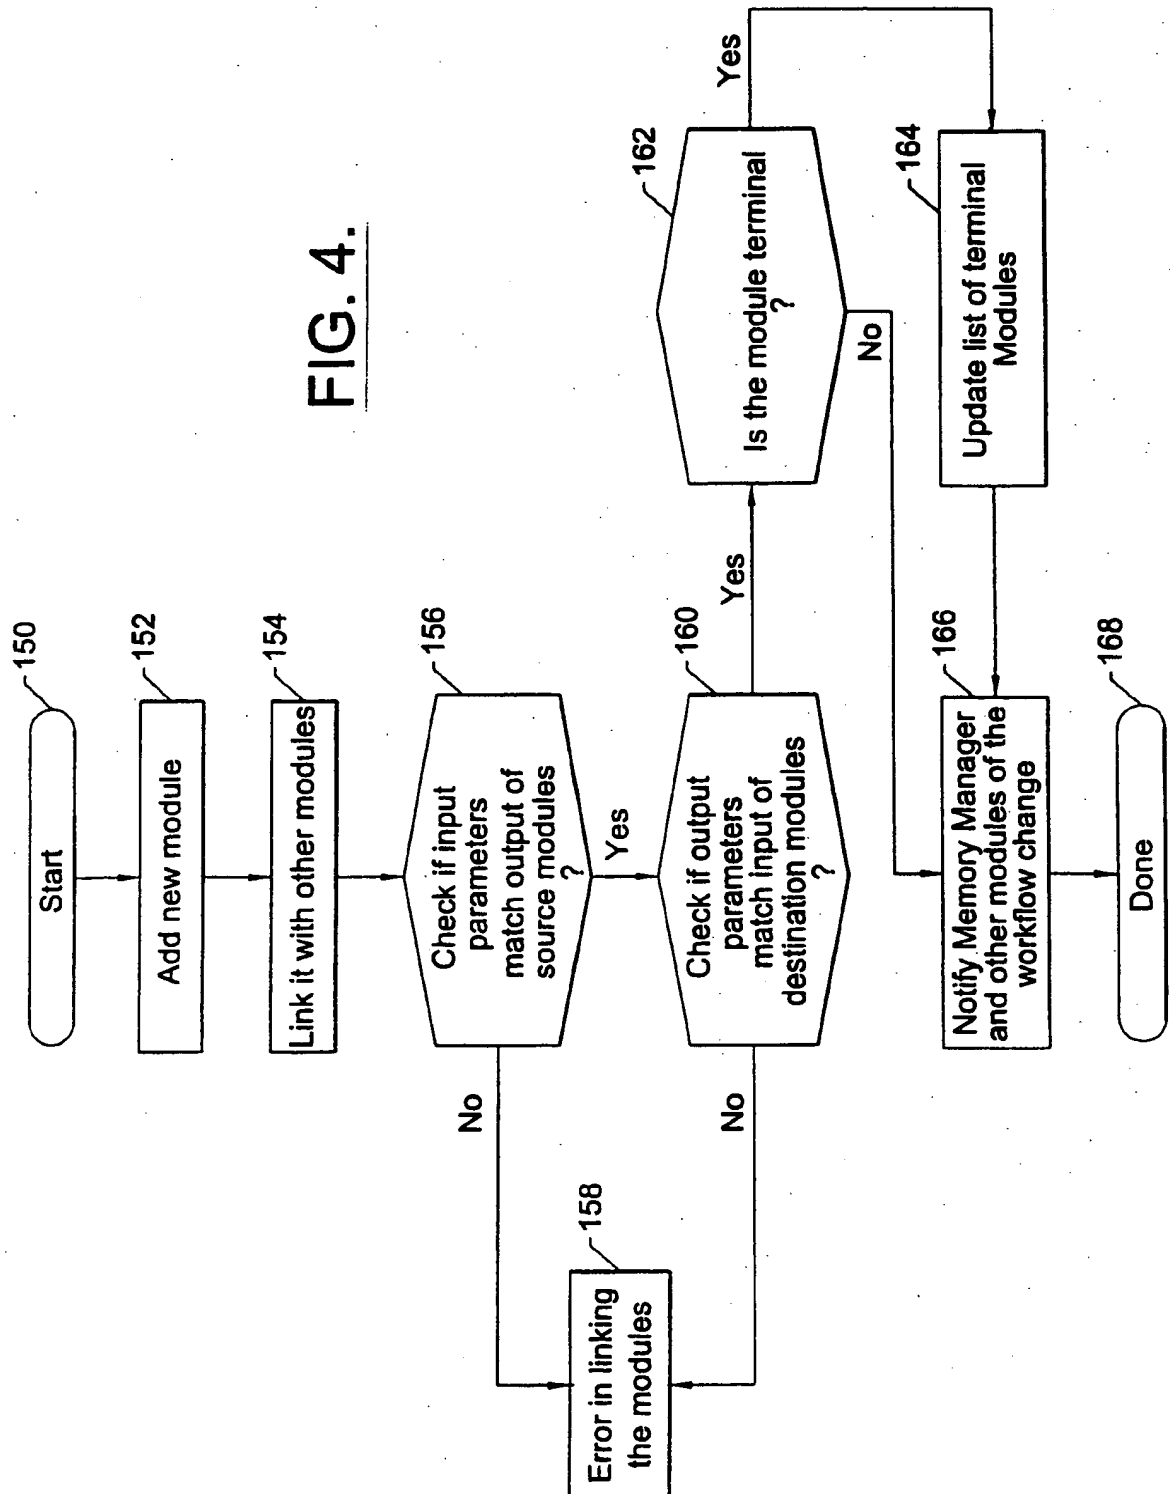 FIG. 4.
150
Start
152
Add new module
154
Link it with other modules
156
Check if input
parameters
match output of
source modules
?
No
Yes
158
Error in linking
the modules
160
Check if output
parameters
match input of
destination modules
?
No
Yes
162
Is the module terminal
?
Yes
No
164
Update list of terminal
Modules
166
Notify Memory Manager
and other modules of the
workflow change
168
Done